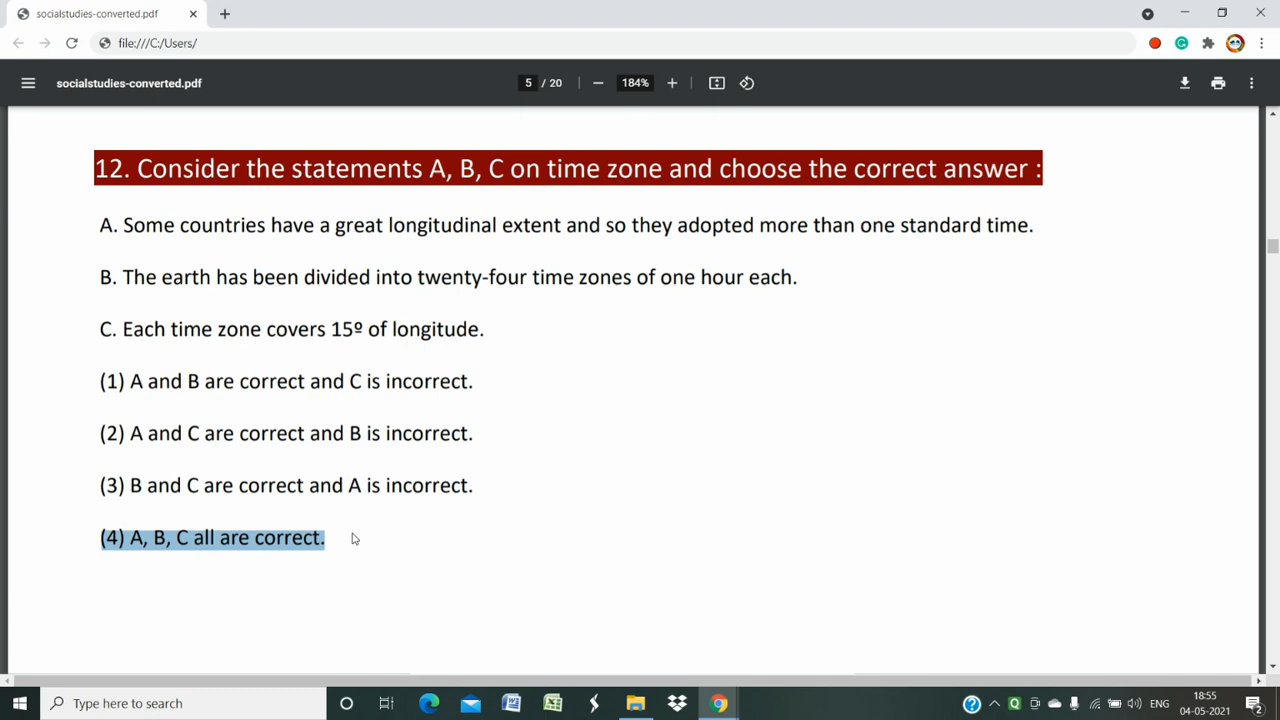 socialstudies-converted.pdf
file:///C:/Users/
socialstudies-converted.pdf
5 / 20
184%
12. Consider the statements A, B, C on time zone and choose the correct answer :
A. Some countries have a great longitudinal extent and so they adopted more than one standard time.
B. The earth has been divided into twenty-four time zones of one hour each.
C. Each time zone covers 15º of longitude.
(1) A and B are correct and C is incorrect.
(2) A and C are correct and B is incorrect.
(3) B and C are correct and A is incorrect.
(4) A, B, C all are correct.
Type here to search
ENG
18:55
04-05-2021
2